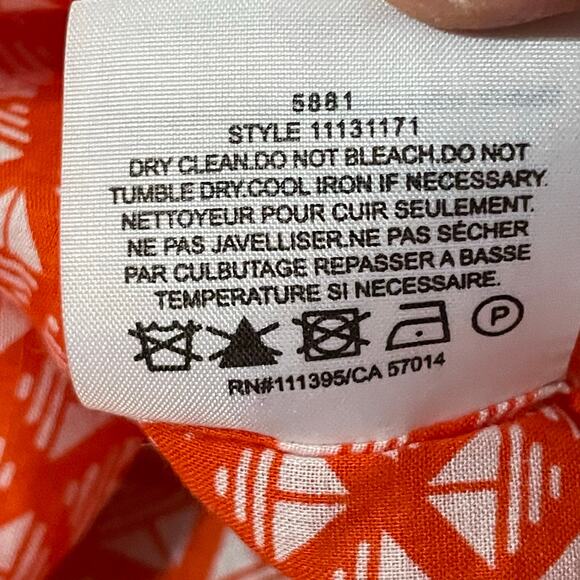 5881
STYLE 11131171
DRY CLEAN.DO NOT BLEACH.DO NOT
TUMBLE DRY.COOL IRON IF NECESSARY.
NETTOYEUR POUR CUIR SEULEMENT.
NE PAS JAVELLISER.NE PAS SÉCHER
PAR CULBUTAGE REPASSER A BASSE
TEMPERATURE SI NECESSAIRE.
P
RN#111395/CA 57014